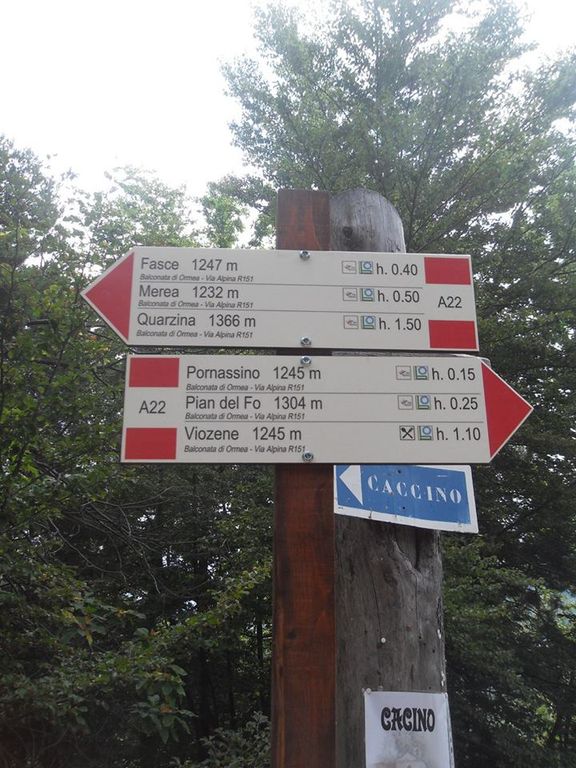 Fasce 1247 m h. 0.40
Balconata di Ormea - Via Alpina R151
Merea 1232 m h. 0.50
Balconata di Ormea - Via Alpina R151
A22
Quarzina 1366 m h. 1.50
Balconata di Ormea - Via Alpina R151
Pornassino 1245 m h. 0.15
Balconata di Ormea - Via Alpina R151
A22
Pian del Fo 1304 m h. 0.25
Balconata di Ormea - Via Alpina R151
Viozene 1245 m h. 1.10
Balconata di Ormea - Via Alpina R151
CACCINO
CACINO